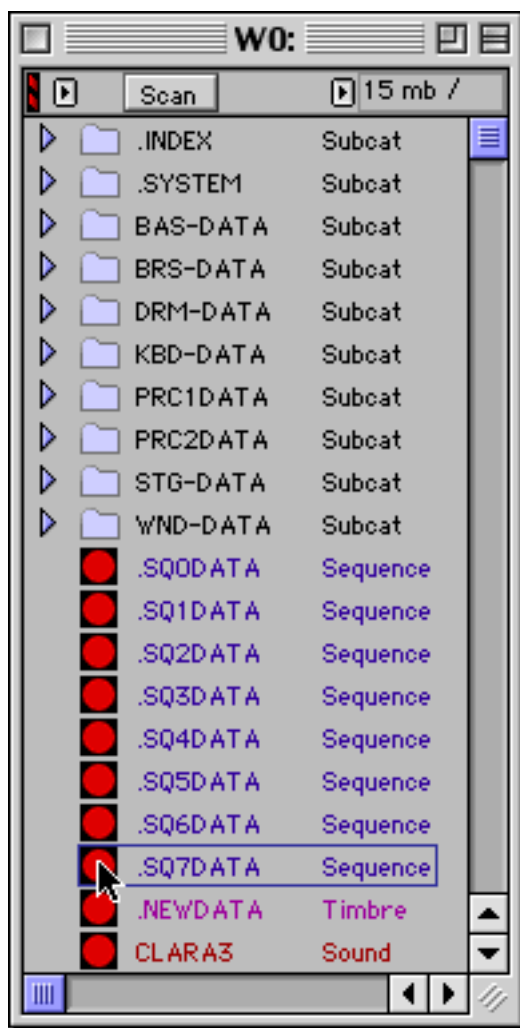 W0:
Scan 15 mb /
.INDEX Subcat
.SYSTEM Subcat
BAS-DATA Subcat
BRS-DATA Subcat
DRM-DATA Subcat
KBD-DATA Subcat
PRC1DATA Subcat
PRC2DATA Subcat
STG-DATA Subcat
WND-DATA Subcat
.SQ0DATA Sequence
.SQ1DATA Sequence
.SQ2DATA Sequence
.SQ3DATA Sequence
.SQ4DATA Sequence
.SQ5DATA Sequence
.SQ6DATA Sequence
.SQ7DATA Sequence
.NEWDATA Timbre
CLARA3 Sound